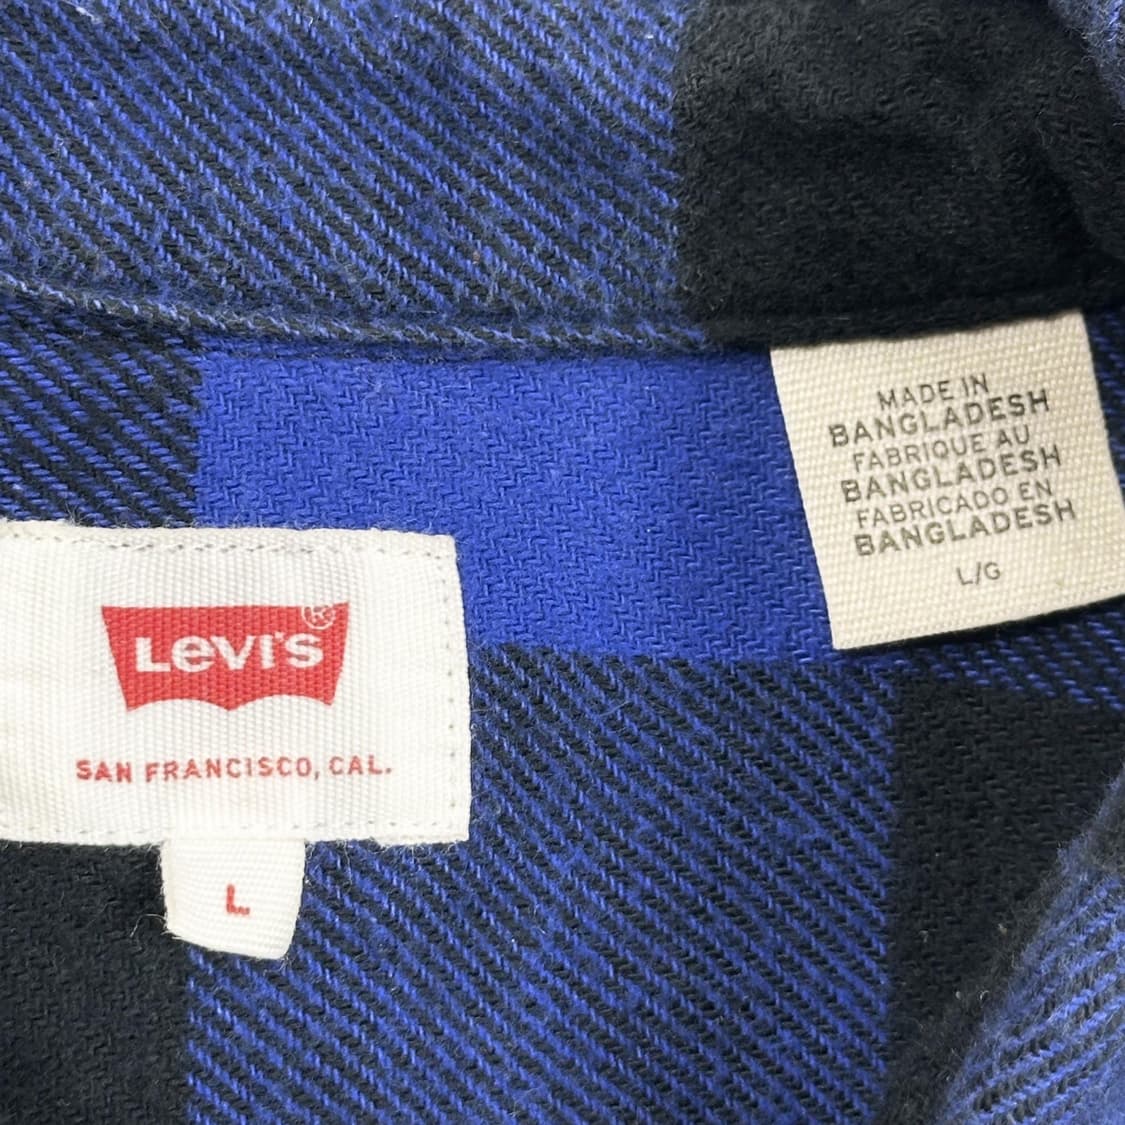 MADE IN
BANGLADESH
FABRIQUE AU
BANGLADESH
FABRICADO EN
BANGLADESH
L/G
LEVI'S®
SAN FRANCISCO, CAL.
L